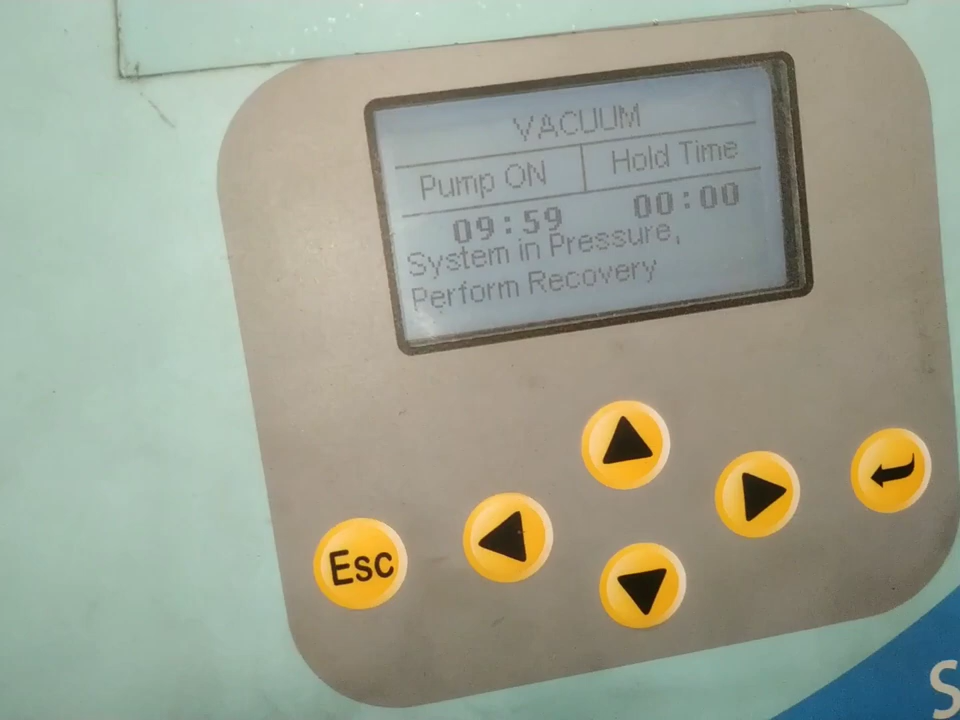 VACUUM
Pump ON Hold Time
09:59 00:00
System in Pressure,
Perform Recovery
Esc
S